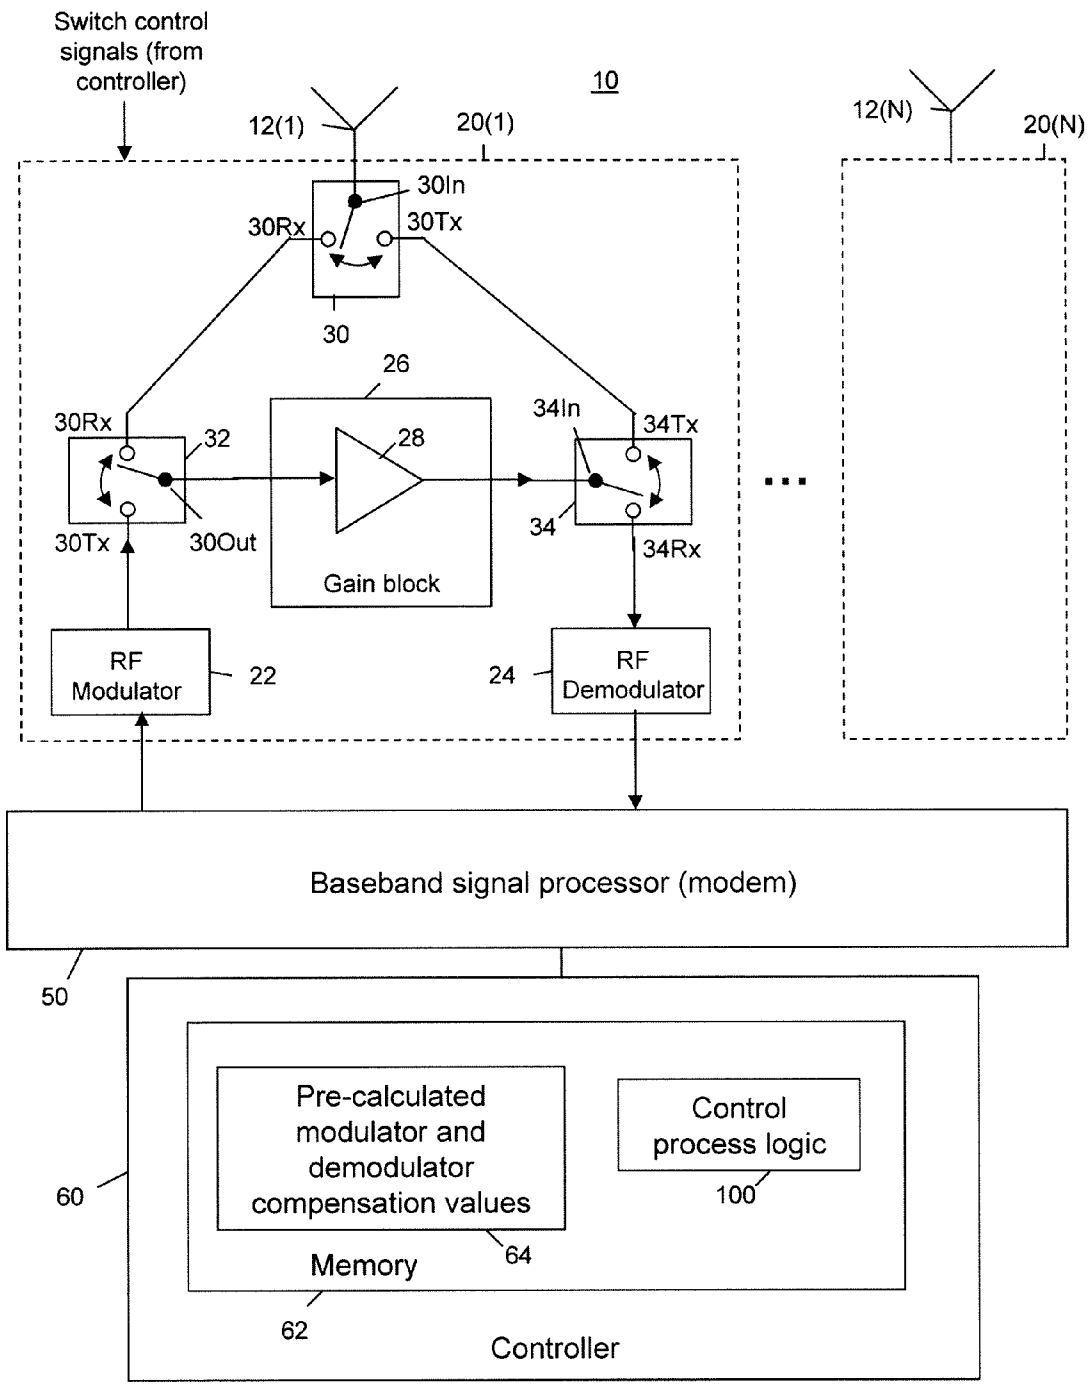 Switch control
signals (from
controller)
10
12(1)
20(1)
12(N)
20(N)
30In
30Rx
30Tx
30
26
30Rx
32
28
34In
34Tx
30Tx
30Out
34
34Rx
Gain block
RF
Modulator
22
24
RF
Demodulator
Baseband signal processor (modem)
50
Pre-calculated
modulator and
demodulator
compensation values
Control
process logic
60
100
64
Memory
62
Controller